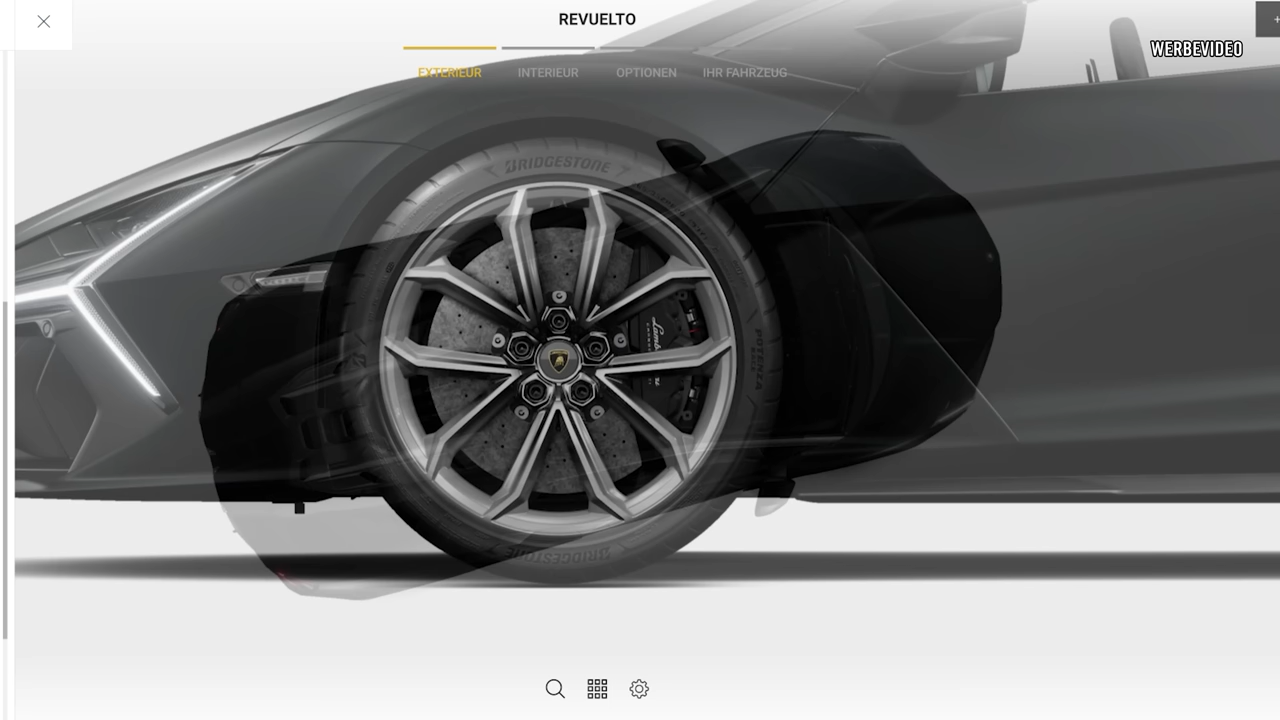 REVUELTO
WERBEVIDEO
EXTERIEUR INTERIEUR OPTIONEN IHR FAHRZEUG
BRIDGESTONE
POTENZA
BRIDGESTONE